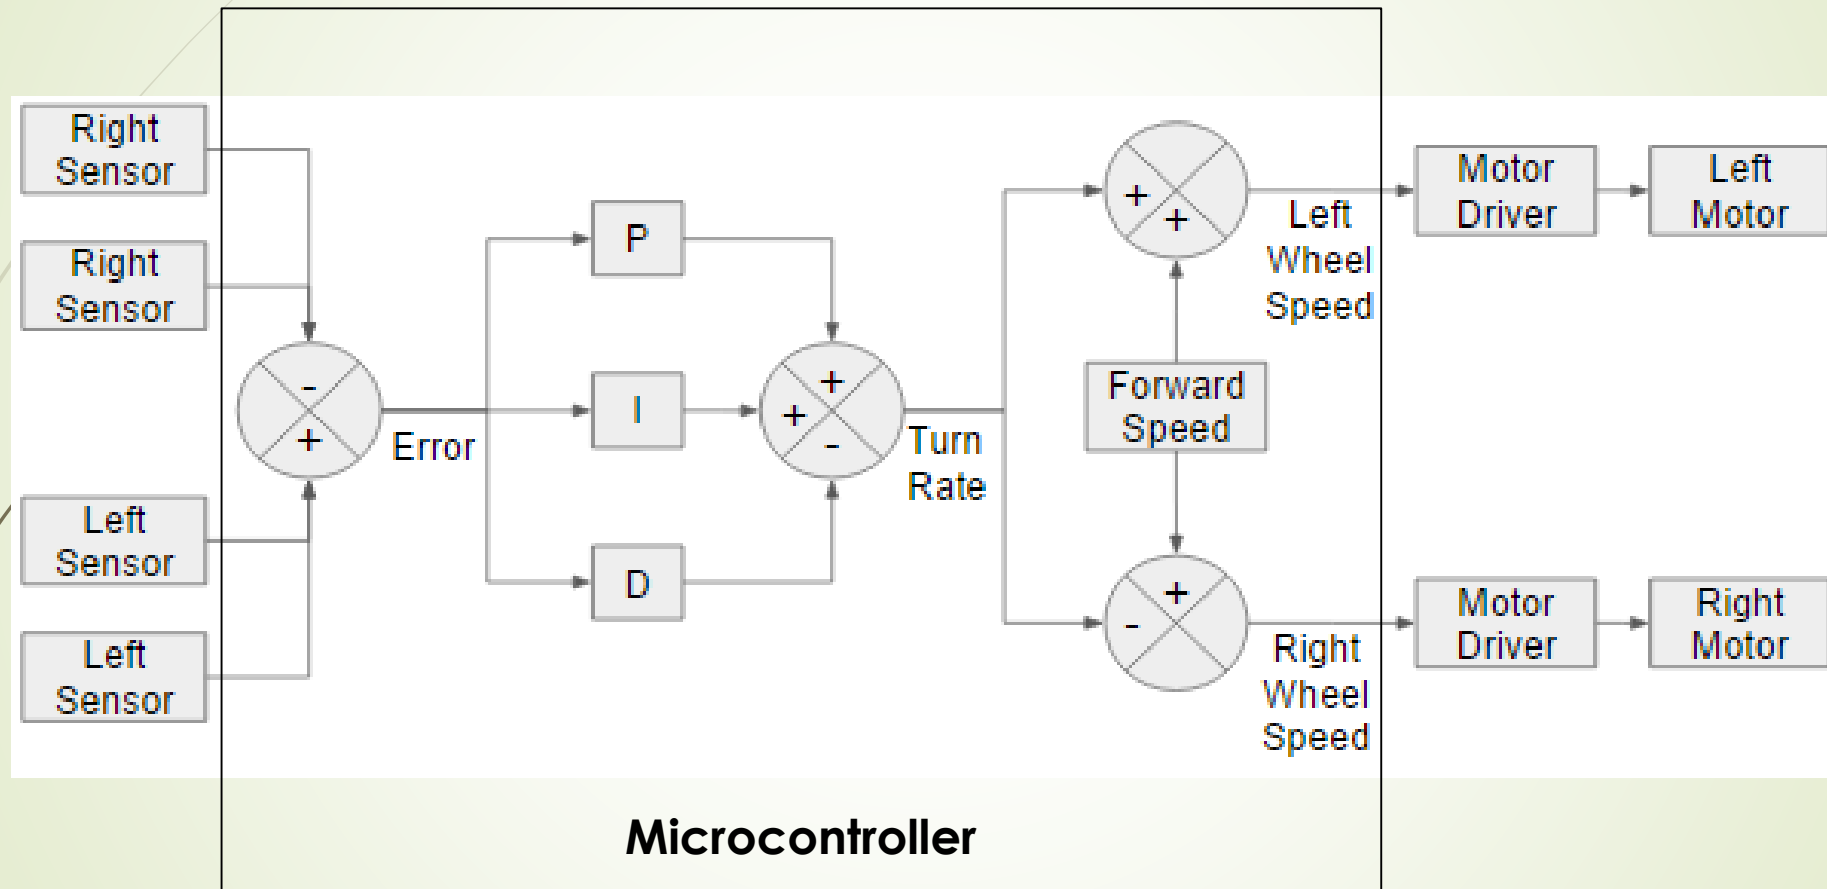 Right
Sensor
Right
Sensor
-
+
Left
Sensor
Left
Sensor
Error
P
I
D
+
+
-
Turn
Rate
+
+
Forward
Speed
+
-
Left
Wheel
Speed
Right
Wheel
Speed
Motor
Driver
Left
Motor
Motor
Driver
Right
Motor
Microcontroller